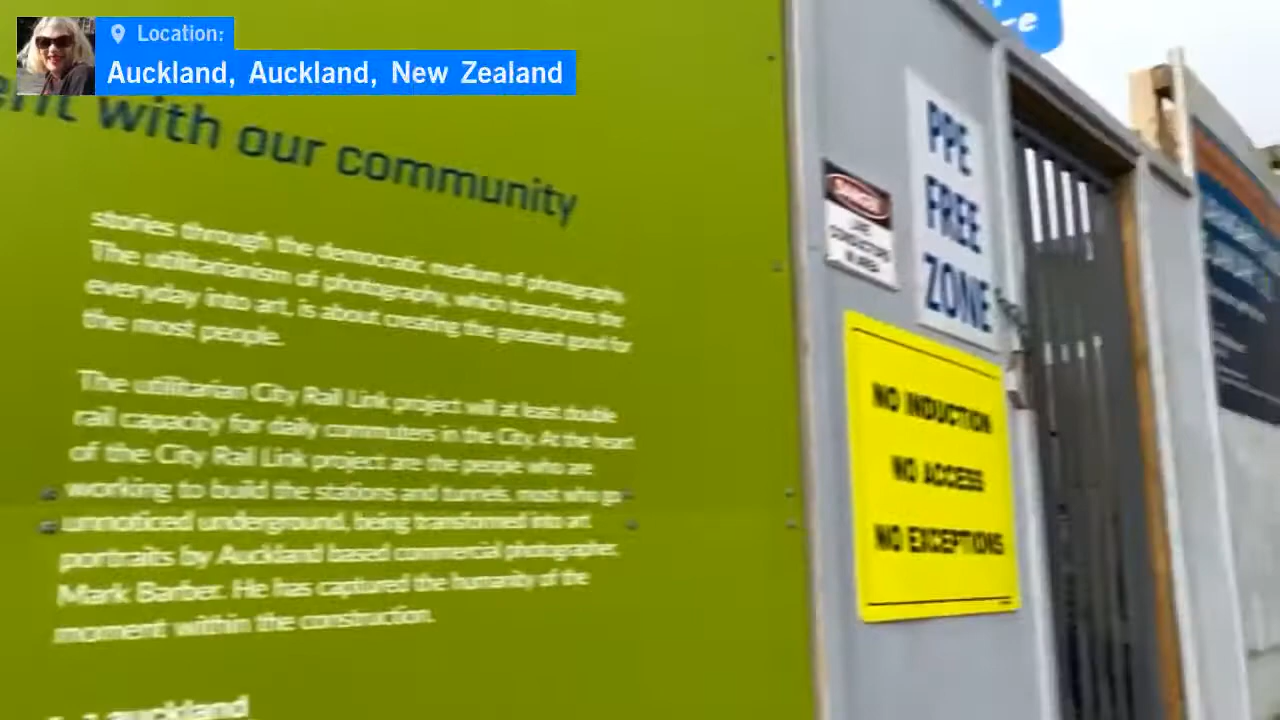 Location:
Auckland, Auckland, New Zealand
with our community
stories through the democratic medium of photography.
The utilitarianism of photography, which transforms the
everyday into art, is about creating the greatest good for
the most people.
The utilitarian City Rail Link project will at least double
rail capacity for daily commuters in the City. At the heart
of the City Rail Link project are the people who are
working to build the stations and tunnels, most who go
unnoticed underground, being transformed into art
portraits by Auckland based commercial photographer,
Mark Barber. He has captured the humanity of the
moment within the construction.
auckland
DANGER
LIVE
CONDUCTORS
IN AREA
PPE
FREE
ZONE
NO INDUCTION
NO ACCESS
NO EXCEPTIONS